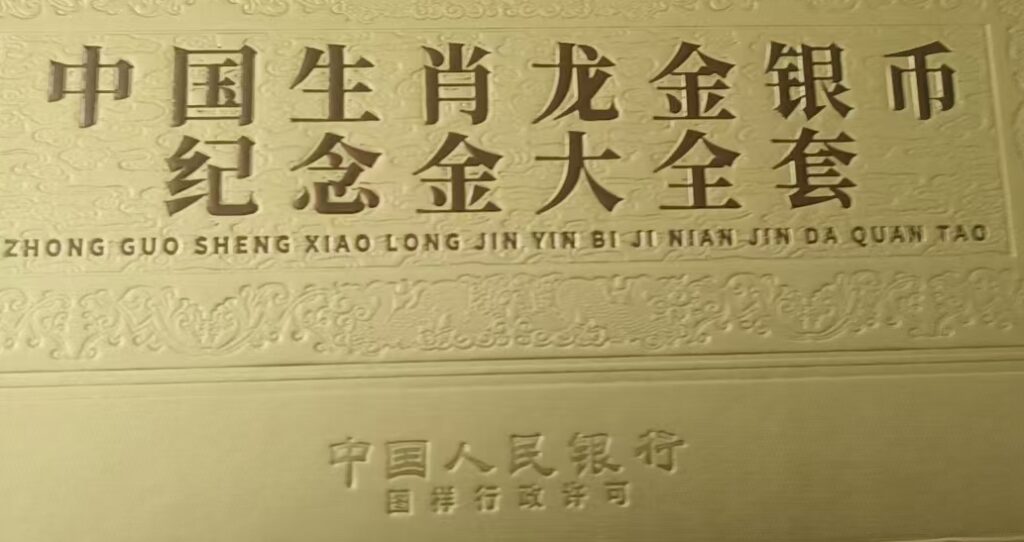 中国生肖龙金银币
纪念金大全套
ZHONG GUO SHENG XIAO LONG JIN YIN BI JI NIAN JIN DA QUAN TAO
中国人民银行
国样行政许可